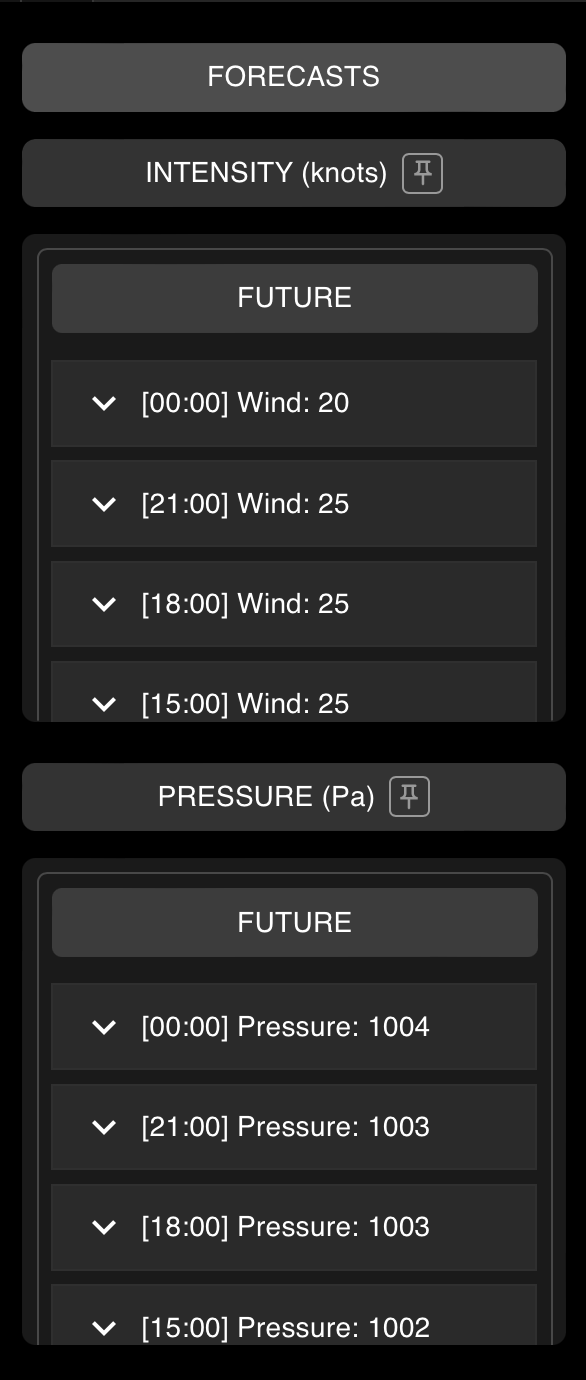 FORECASTS
INTENSITY (knots)
FUTURE
[00:00] Wind: 20
[21:00] Wind: 25
[18:00] Wind: 25
[15:00] Wind: 25
PRESSURE (Pa)
FUTURE
[00:00] Pressure: 1004
[21:00] Pressure: 1003
[18:00] Pressure: 1003
[15:00] Pressure: 1002